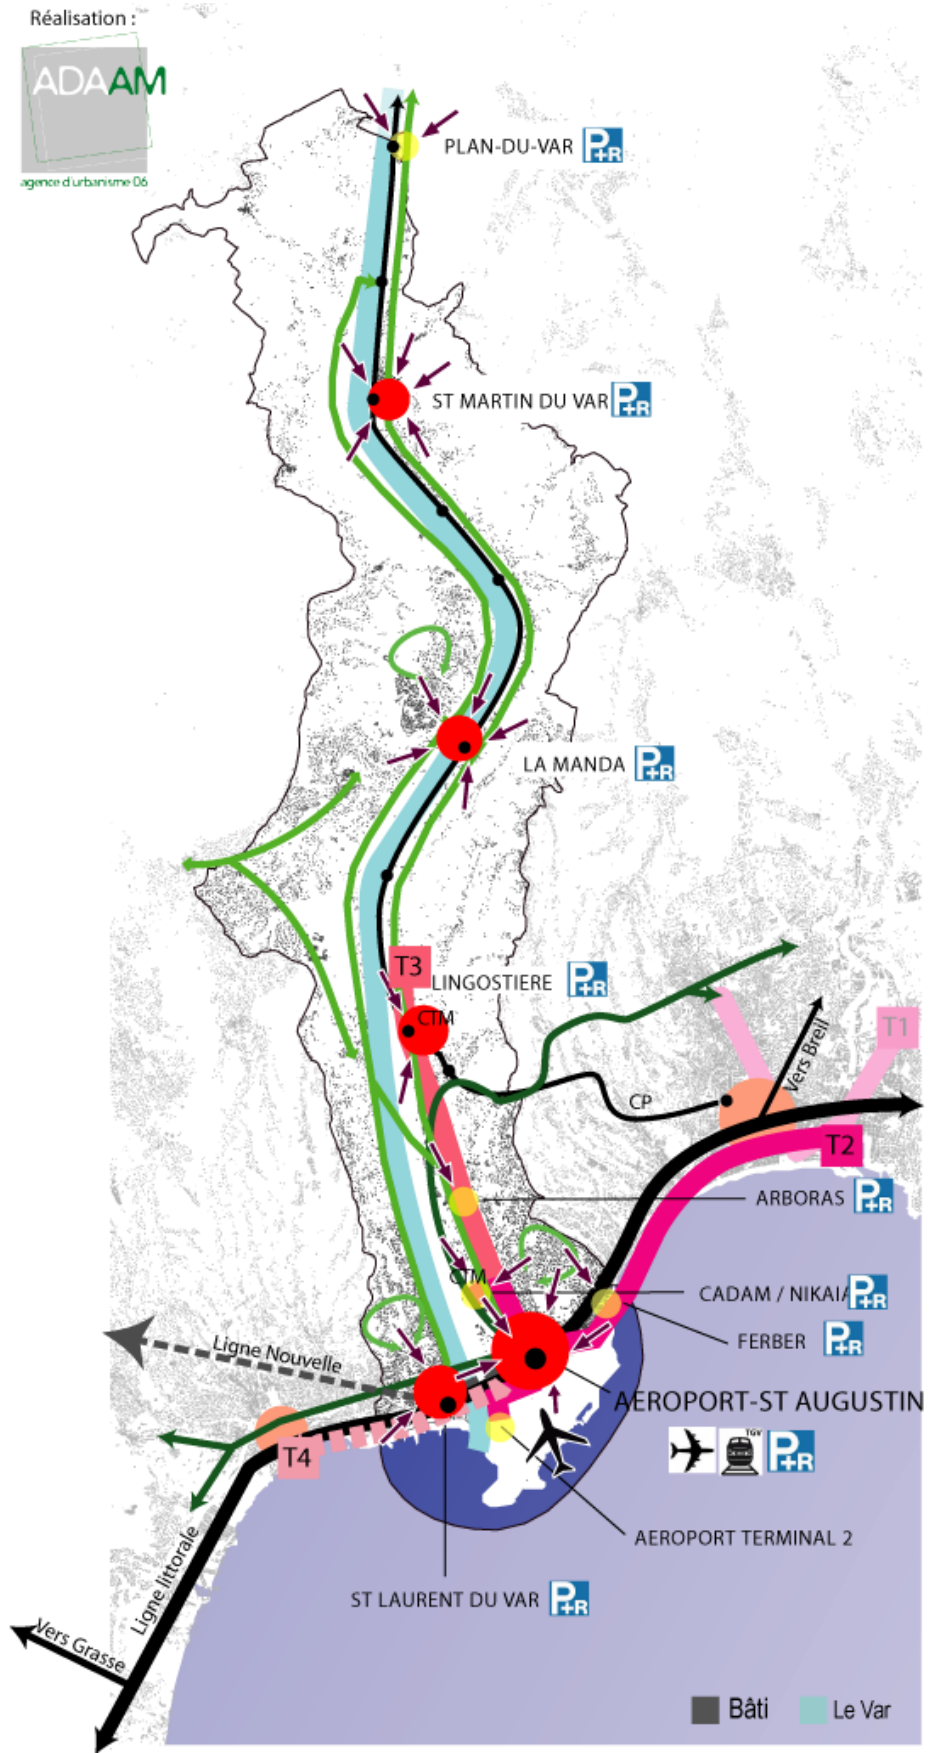 Réalisation :
ADAAM
agence d'urbanisme 06
PLAN-DU-VAR P+R
ST MARTIN DU VAR P+R
LA MANDA P+R
T3
LINGOSTIERE P+R
CTM
T1
Vers Breil
CP
T2
ARBORAS P+R
CTM
CADAM / NIKAIA P+R
FERBER P+R
Ligne Nouvelle
AEROPORT-ST AUGUSTIN
TGV
P+R
T4
AEROPORT TERMINAL 2
Ligne littorale
ST LAURENT DU VAR P+R
Vers Grasse
Bâti
Le Var